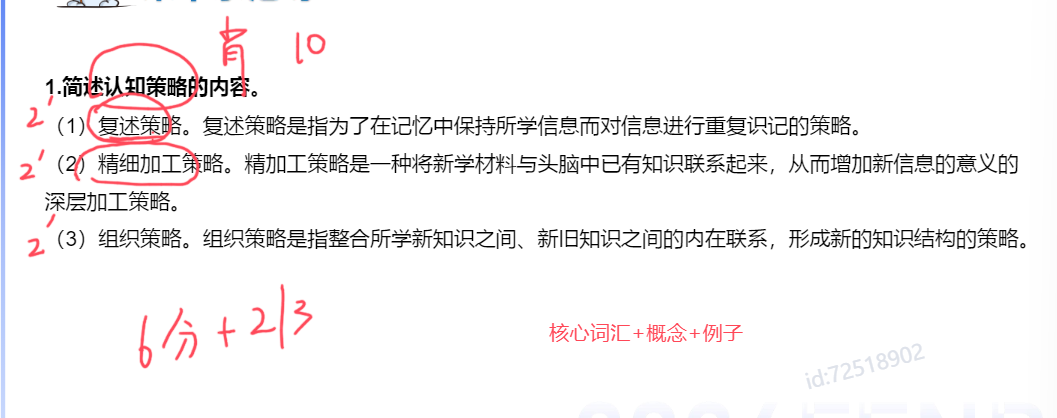 肯 10
1.简述认知策略的内容。
2' （1）复述策略。复述策略是指为了在记忆中保持所学信息而对信息进行重复识记的策略。
2' （2）精细加工策略。精加工策略是一种将新学材料与头脑中已有知识联系起来，从而增加新信息的意义的
深层加工策略。
2' （3）组织策略。组织策略是指整合所学新知识之间、新旧知识之间的内在联系，形成新的知识结构的策略。
6分+2|3
核心词汇+概念+例子
id:72518902